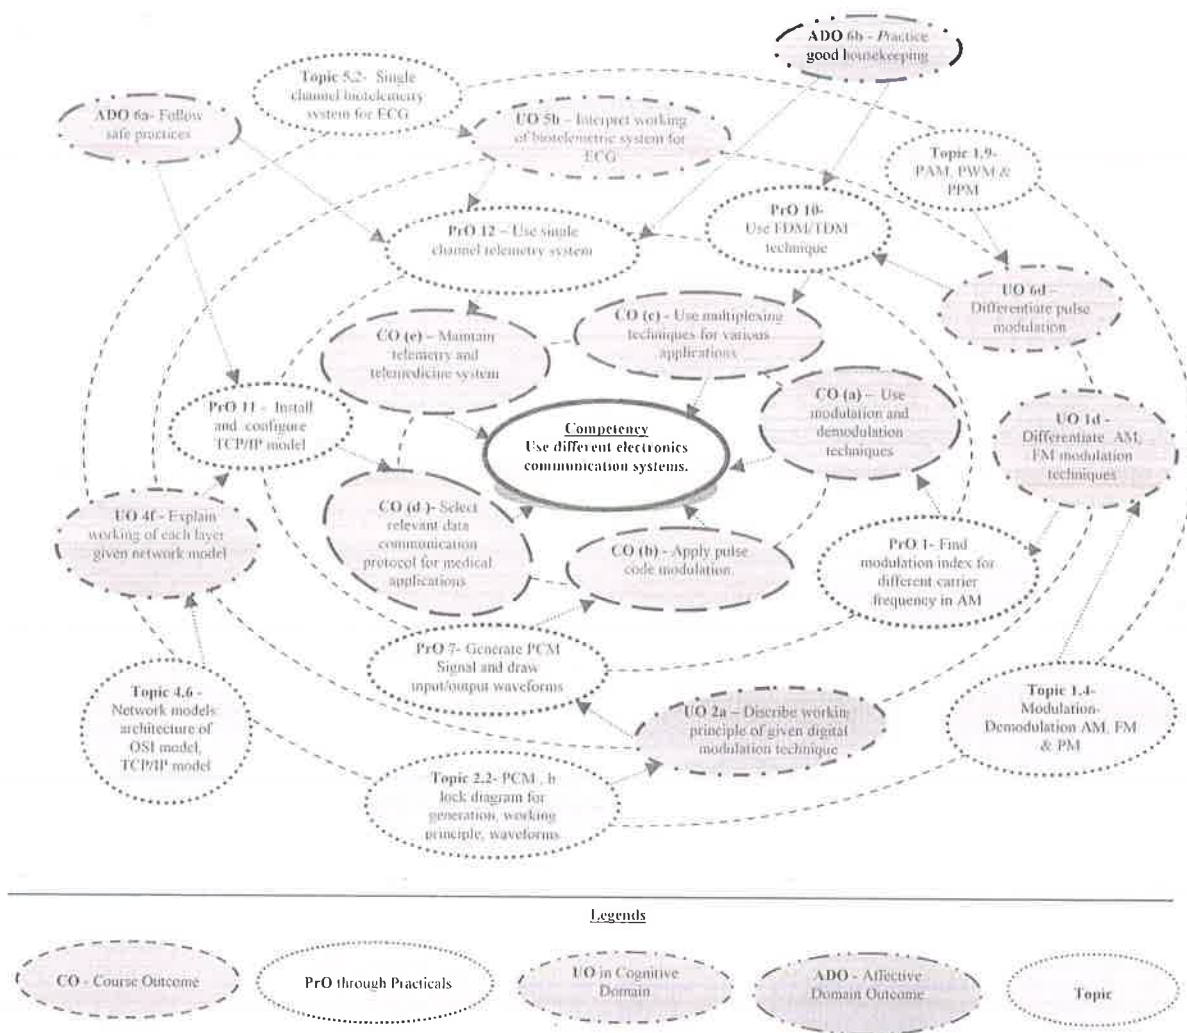 ADO 6b - Practice
good housekeeping
Topic 5.2- Single
channel biotelemetry
system for ECG
ADO 6a- Follow
safe practices
UO 5b – Interpret working
of biotelemetric system for
ECG
Topic 1.9-
PAM, PWM &
PPM
PrO 12 – Use single
channel telemetry system
PrO 10-
Use FDM/TDM
technique
UO 6d –
Differentiate pulse
modulation
CO (e) – Maintain
telemetry and
telemedicine system
CO (c) - Use multiplexing
techniques for various
applications
PrO 11 - Install
and configure
TCP/IP model
Competency
Use different electronics
communication systems.
CO (a) – Use
modulation and
demodulation
techniques
UO 1d -
Differentiate AM,
FM modulation
techniques
UO 4f - Explain
working of each layer
given network model
CO (d )- Select
relevant data
communication
protocol for medical
applications
CO (b) - Apply pulse
code modulation.
PrO 1- Find
modulation index for
different carrier
frequency in AM
PrO 7- Generate PCM
Signal and draw
input/output waveforms
Topic 4.6 -
Network models:
architecture of
OSI model,
TCP/IP model
UO 2a – Discribe working
principle of given digital
modulation technique
Topic 1.4-
Modulation-
Demodulation AM, FM
& PM
Topic 2.2- PCM , b
lock diagram for
generation, working
principle, waveforms
Legends
CO - Course Outcome
PrO through Practicals
UO in Cognitive
Domain
ADO - Affective
Domain Outcome
Topic